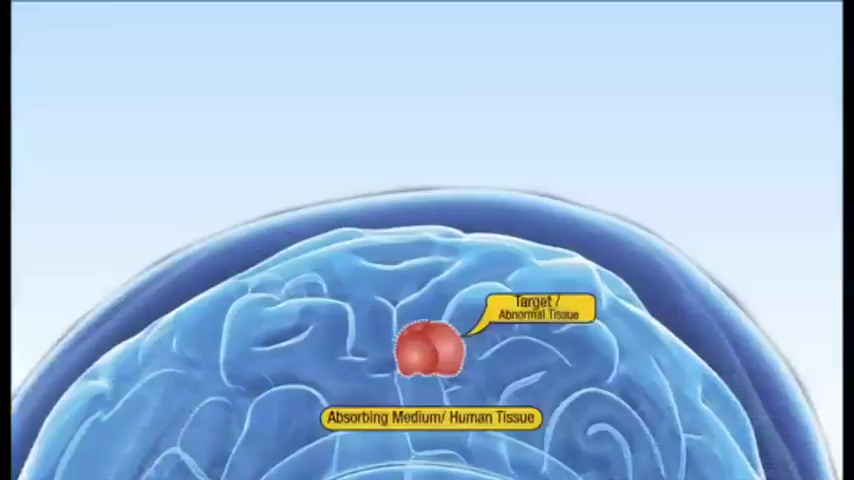 Target /
Abnormal Tissue
Absorbing Medium/ Human Tissue